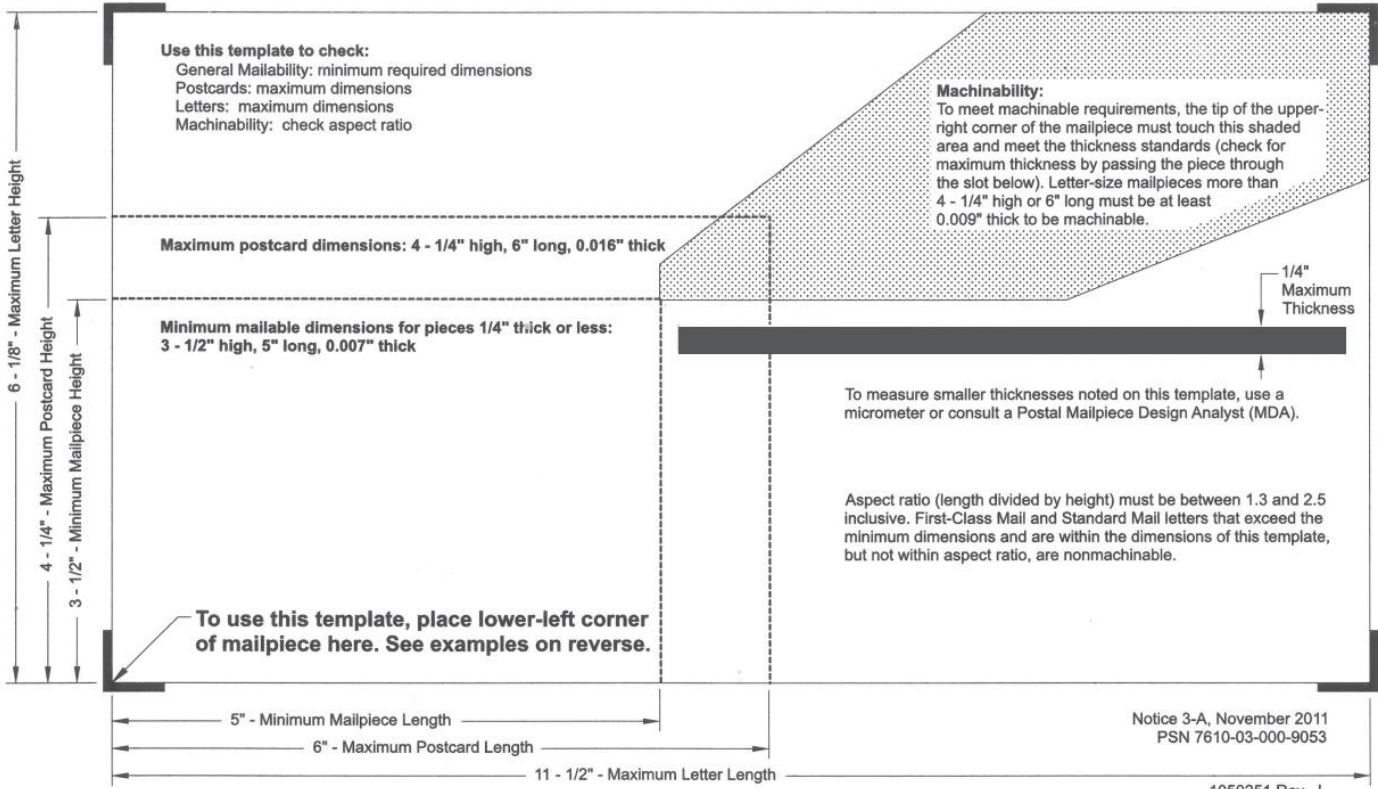 Use this template to check:
General Mailability: minimum required dimensions
Postcards: maximum dimensions
Letters: maximum dimensions
Machinability: check aspect ratio
Machinability:
To meet machinable requirements, the tip of the upper-
right corner of the mailpiece must touch this shaded
area and meet the thickness standards (check for
maximum thickness by passing the piece through
the slot below). Letter-size mailpieces more than
4 - 1/4" high or 6" long must be at least
0.009" thick to be machinable.
6 - 1/8" - Maximum Letter Height
4 - 1/4" - Maximum Postcard Height
3 - 1/2" - Minimum Mailpiece Height
Maximum postcard dimensions: 4 - 1/4" high, 6" long, 0.016" thick
Minimum mailable dimensions for pieces 1/4" thick or less:
3 - 1/2" high, 5" long, 0.007" thick
1/4"
Maximum
Thickness
To measure smaller thicknesses noted on this template, use a
micrometer or consult a Postal Mailpiece Design Analyst (MDA).
Aspect ratio (length divided by height) must be between 1.3 and 2.5
inclusive. First-Class Mail and Standard Mail letters that exceed the
minimum dimensions and are within the dimensions of this template,
but not within aspect ratio, are nonmachinable.
To use this template, place lower-left corner
of mailpiece here. See examples on reverse.
5" - Minimum Mailpiece Length
6" - Maximum Postcard Length
11 - 1/2" - Maximum Letter Length
Notice 3-A, November 2011
PSN 7610-03-000-9053